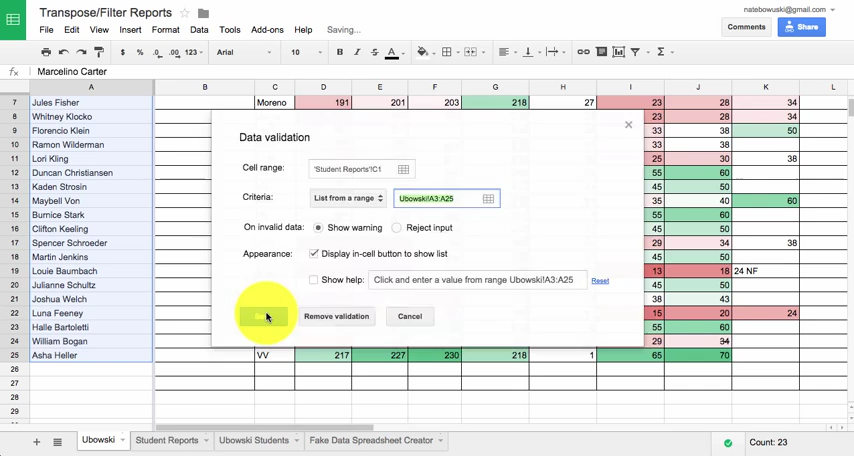 Transpose/Filter Reports
natebowuski@gmail.com
File Edit View Insert Format Data Tools Add-ons Help Saving...
Comments Share
$ % .0 .00 123 Arial 10 B I S A
fx Marcelino Carter
A B C D E F G H I J K L
7 Jules Fisher Moreno 191 201 203 218 27 23 28 34
8 Whitney Klocko 23 28 34
9 Florencio Klein 33 38 50
10 Ramon Wilderman 33 38
11 Lori Kling 25 30 38
12 Duncan Christiansen 55 60
13 Kaden Strosin 45 50
14 Maybell Von 35 40 60
15 Burnice Stark 55 60
16 Clifton Keeling 45 50
17 Spencer Schroeder 29 34 38
18 Martin Jenkins 45 50
19 Louie Baumbach 13 18 24 NF
20 Julianne Schultz 45 50
21 Joshua Welch 38 43
22 Luna Feeney 15 20 24
23 Halle Bartoletti 55 60
24 William Bogan 29 34
25 Asha Heller VV 217 227 230 218 1 65 70
26
27
28
29
Data validation
Cell range: 'Student Reports'!C1
Criteria: List from a range Ubowski!A3:A25
On invalid data: Show warning Reject input
Appearance: Display in-cell button to show list
Show help: Click and enter a value from range Ubowski!A3:A25 Reset
Remove validation Cancel
Ubowski Student Reports Ubowski Students Fake Data Spreadsheet Creator Count: 23